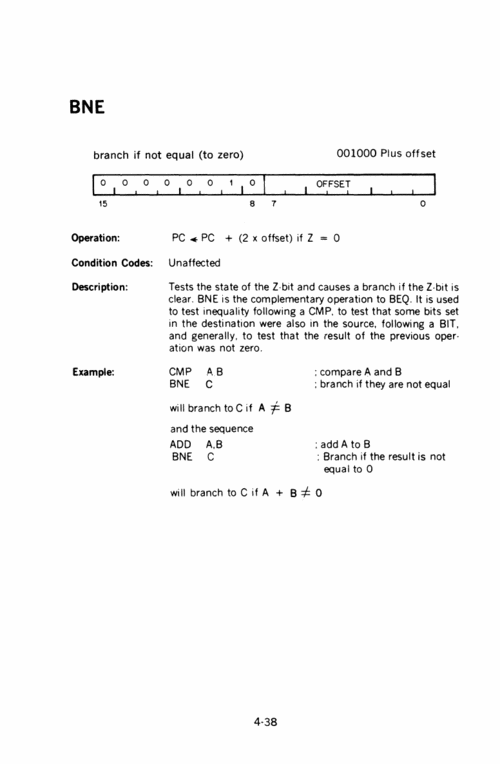 BNE
branch if not equal (to zero) 001000 Plus offset
0 0 0 0 0 0 1 0 OFFSET
15 8 7 0
Operation: PC ← PC + (2 x offset) if Z = 0
Condition Codes: Unaffected
Description: Tests the state of the Z-bit and causes a branch if the Z-bit is
clear. BNE is the complementary operation to BEQ. It is used
to test inequality following a CMP, to test that some bits set
in the destination were also in the source, following a BIT,
and generally, to test that the result of the previous oper-
ation was not zero.
Example: CMP A B ; compare A and B
BNE C ; branch if they are not equal
will branch to C if A ≠ B
and the sequence
ADD A,B ; add A to B
BNE C ; Branch if the result is not
equal to 0
will branch to C if A + B ≠ 0
4-38